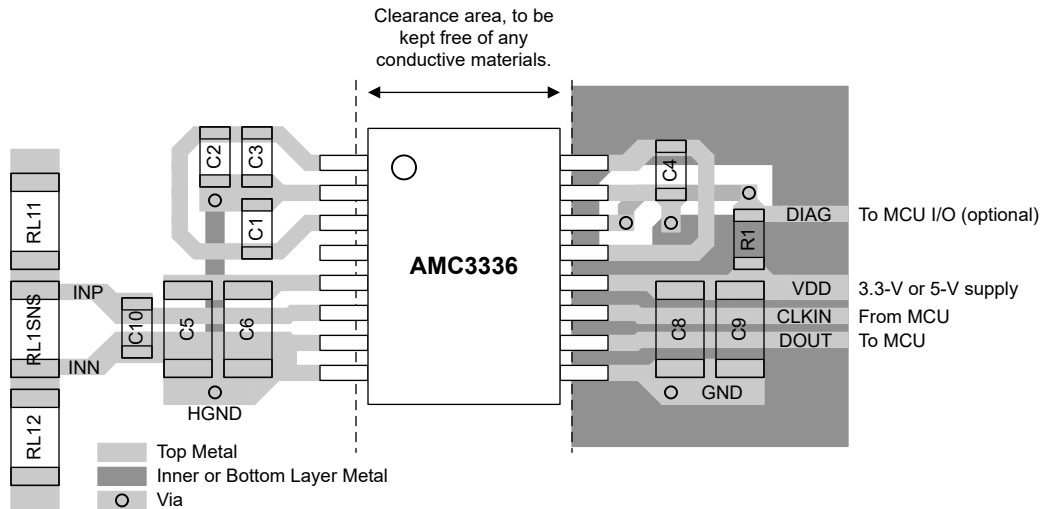 Clearance area, to be
kept free of any
conductive materials.
C2
C3
C4
C1
RL11
DIAG
To MCU I/O (optional)
R1
AMC3336
INP
VDD
3.3-V or 5-V supply
RL1SNS
C10
C5
C6
C8
C9
CLKIN
From MCU
DOUT
To MCU
INN
HGND
GND
RL12
Top Metal
Inner or Bottom Layer Metal
Via